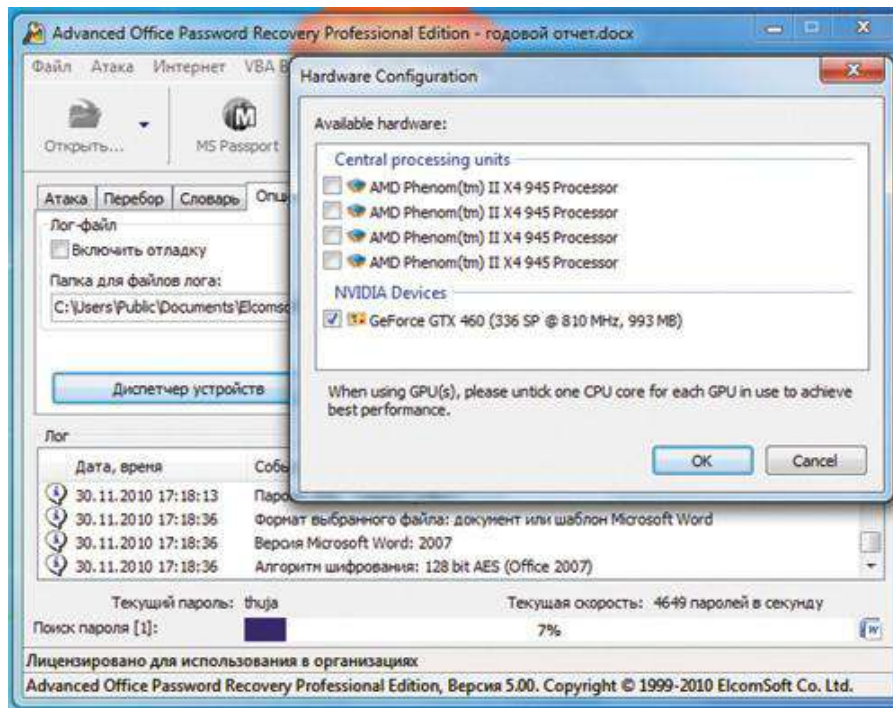 Advanced Office Password Recovery Professional Edition - годовой отчет.docx
Файл Атака Интернет VBA
Открыть...
MS Passport
Атака Перебор Словарь
Лог-файл
Включить отладку
Папка для файлов лога:
C:\Users\Public\Documents\Elcomso
Диспетчер устройств
Hardware Configuration
Available hardware:
Central processing units
AMD Phenom(tm) II X4 945 Processor
AMD Phenom(tm) II X4 945 Processor
AMD Phenom(tm) II X4 945 Processor
AMD Phenom(tm) II X4 945 Processor
NVIDIA Devices
GeForce GTX 460 (336 SP @ 810 MHz, 993 MB)
When using GPU(s), please untick one CPU core for each GPU in use to achieve
best performance.
OK Cancel
Лог
Дата, время
30.11.2010 17:18:13
30.11.2010 17:18:36 Формат выбранного файла: документ или шаблон Microsoft Word
30.11.2010 17:18:36 Версия Microsoft Word: 2007
30.11.2010 17:18:36 Алгоритм шифрования: 128 bit AES (Office 2007)
Текущий пароль: thuja Текущая скорость: 4649 паролей в секунду
Поиск пароля [1]: 7%
Лицензировано для использования в организациях
Advanced Office Password Recovery Professional Edition, Версия 5.00. Copyright © 1999-2010 ElcomSoft Co. Ltd.